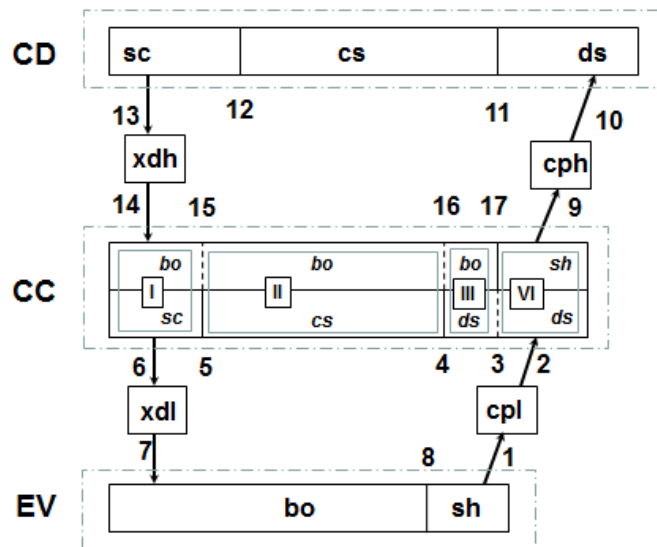 CD sc cs ds
13 12 11 10
xdh cph
14 15 16 17 9
CC bo bo bo sh
I II III VI
sc cs ds ds
6 5 4 3 2
xdl cpl
7 8 1
EV bo sh